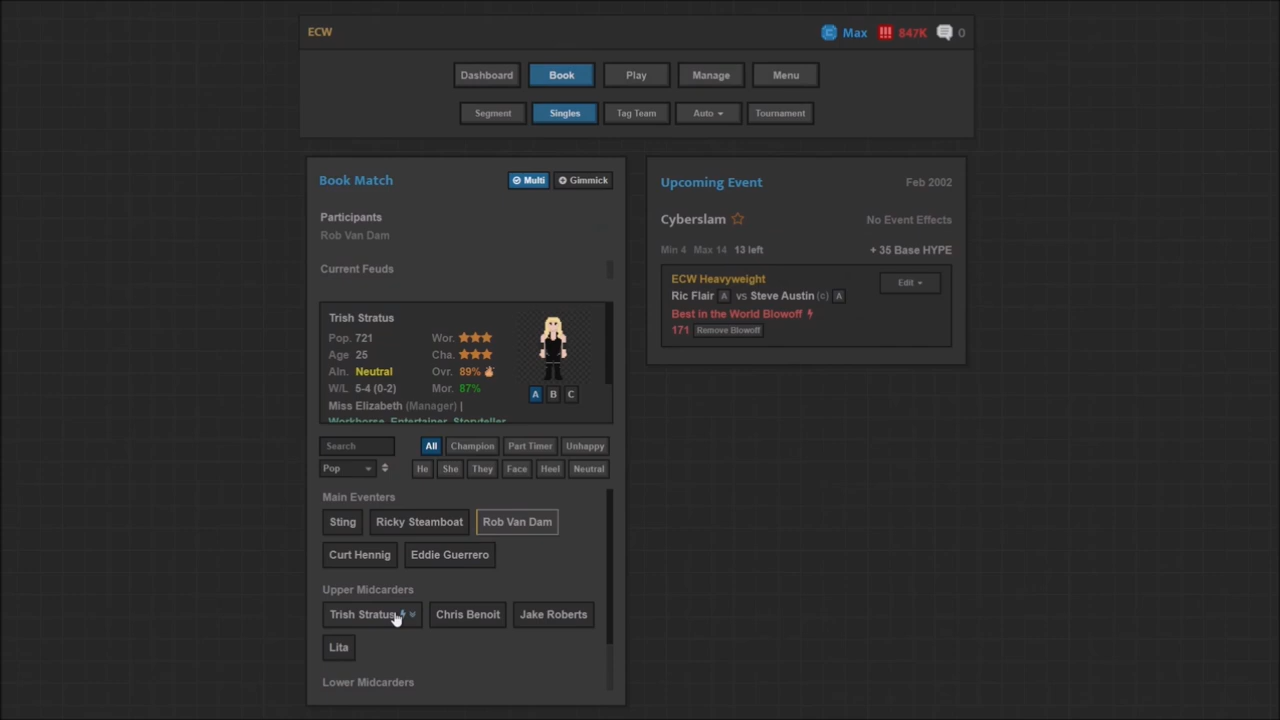 ECW
Max 847K 0
Dashboard Book Play Manage Menu
Segment Singles Tag Team Auto Tournament
Book Match Multi Gimmick
Participants
Rob Van Dam
Current Feuds
Trish Stratus
Pop. 721 Wor.
Age 25 Cha.
Aln. Neutral Ovr. 89%
W/L 5-4 (0-2) Mor. 87%
A B C
Miss Elizabeth (Manager) |
Workhorse, Entertainer, Storyteller
Search All Champion Part Timer Unhappy
Pop He She They Face Heel Neutral
Main Eventers
Sting Ricky Steamboat Rob Van Dam
Curt Hennig Eddie Guerrero
Upper Midcarders
Trish Stratus Chris Benoit Jake Roberts
Lita
Lower Midcarders
Upcoming Event Feb 2002
Cyberslam No Event Effects
Min 4 Max 14 13 left + 35 Base HYPE
ECW Heavyweight Edit
Ric Flair A vs Steve Austin (c) A
Best in the World Blowoff
171 Remove Blowoff